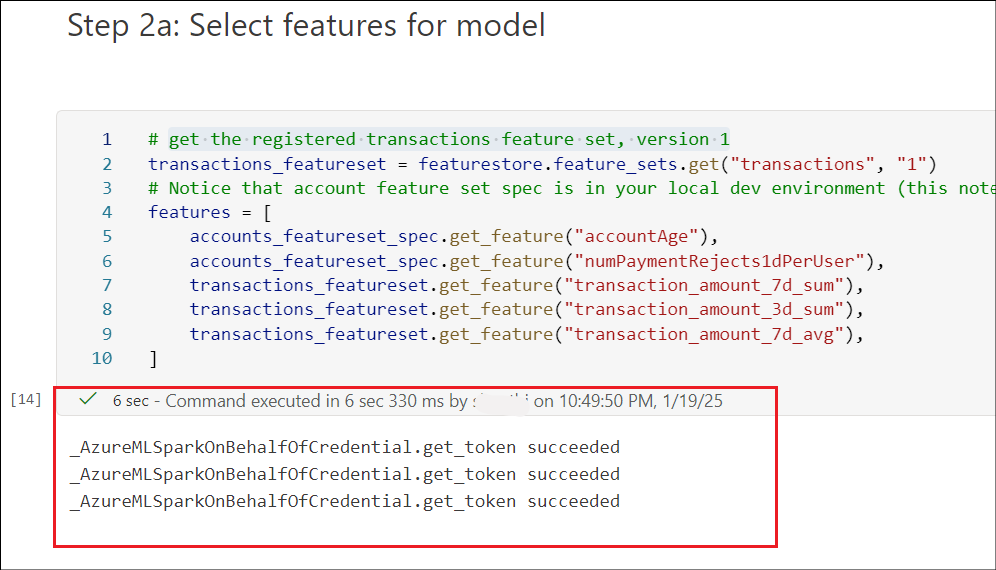 Step 2a: Select features for model
1 # get the registered transactions feature set, version 1
2 transactions_featureset = featurestore.feature_sets.get("transactions", "1")
3 # Notice that account feature set spec is in your local dev environment (this note
4 features = [
5 accounts_featureset_spec.get_feature("accountAge"),
6 accounts_featureset_spec.get_feature("numPaymentRejects1dPerUser"),
7 transactions_featureset.get_feature("transaction_amount_7d_sum"),
8 transactions_featureset.get_feature("transaction_amount_3d_sum"),
9 transactions_featureset.get_feature("transaction_amount_7d_avg"),
10 ]
[14] 6 sec - Command executed in 6 sec 330 ms by on 10:49:50 PM, 1/19/25
_AzureMLSparkOnBehalfOfCredential.get_token succeeded
_AzureMLSparkOnBehalfOfCredential.get_token succeeded
_AzureMLSparkOnBehalfOfCredential.get_token succeeded